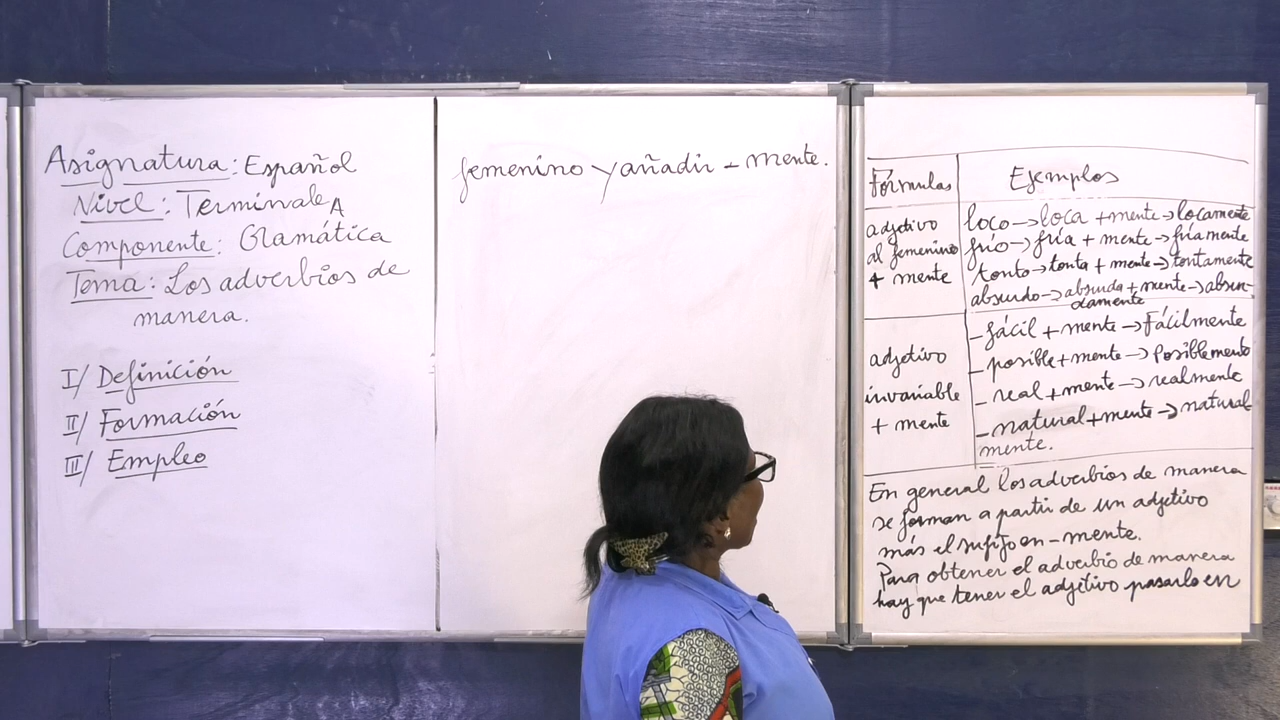 Asignatura: Español
Nivel: Terminale A
Componente: Gramática
Tema: Los adverbios de
manera.
I/ Definición
II/ Formación
III/ Empleo
femenino y añadir - mente.
Fórmulas
Ejemplos
adjetivo
al femenino
+ mente
loco → loca + mente → locamente
frío → fría + mente → fríamente
tonto → tonta + mente → tontamente
absurdo → absurda + mente → absur-
damente
adjetivo
invariable
+ mente
- fácil + mente → Fácilmente
- posible + mente → Posiblemente
- real + mente → realmente
- natural + mente → natural
mente.
En general los adverbios de manera
se forman a partir de un adjetivo
más el sufijo en - mente.
Para obtener el adverbio de manera
hay que tener el adjetivo pasarlo en